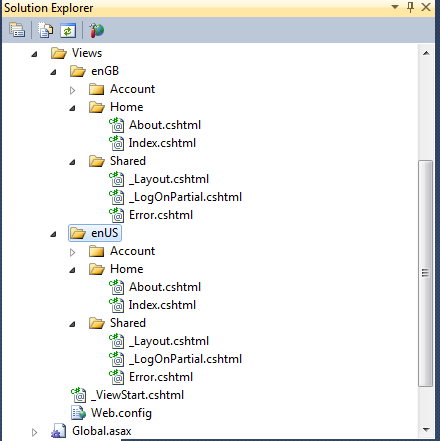 Solution Explorer
Views
enGB
Account
Home
About.cshtml
Index.cshtml
Shared
_Layout.cshtml
_LogOnPartial.cshtml
Error.cshtml
enUS
Account
Home
About.cshtml
Index.cshtml
Shared
_Layout.cshtml
_LogOnPartial.cshtml
Error.cshtml
_ViewStart.cshtml
Web.config
Global.asax